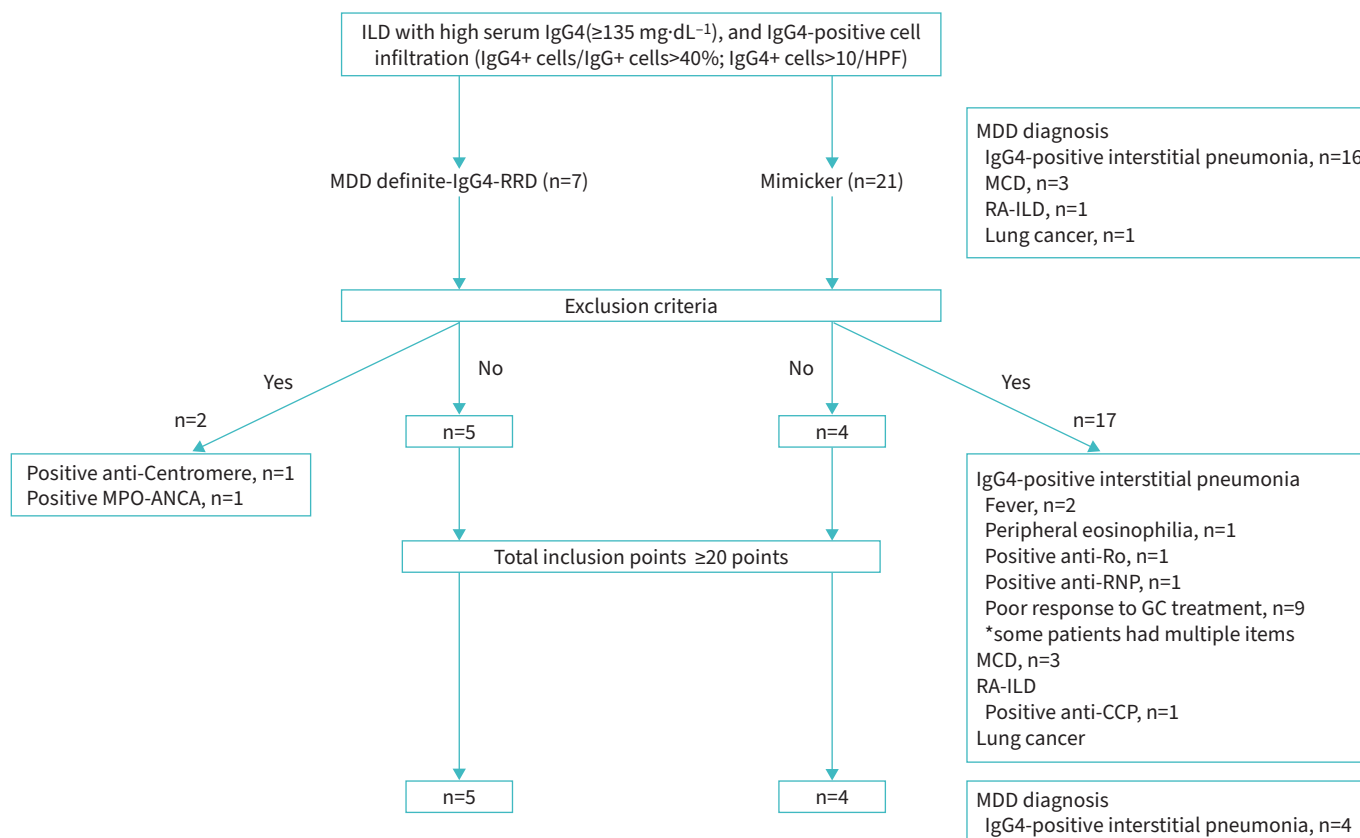 ILD with high serum IgG4(≥135 mg·dL⁻¹), and IgG4-positive cell
infiltration (IgG4+ cells/IgG+ cells>40%; IgG4+ cells>10/HPF)
MDD definite-IgG4-RRD (n=7)
Mimicker (n=21)
MDD diagnosis
IgG4-positive interstitial pneumonia, n=16
MCD, n=3
RA-ILD, n=1
Lung cancer, n=1
Exclusion criteria
Yes
No
No
Yes
n=2
n=5
n=4
n=17
Positive anti-Centromere, n=1
Positive MPO-ANCA, n=1
IgG4-positive interstitial pneumonia
Fever, n=2
Peripheral eosinophilia, n=1
Positive anti-Ro, n=1
Positive anti-RNP, n=1
Poor response to GC treatment, n=9
*some patients had multiple items
MCD, n=3
RA-ILD
Positive anti-CCP, n=1
Lung cancer
Total inclusion points ≥20 points
n=5
n=4
MDD diagnosis
IgG4-positive interstitial pneumonia, n=4